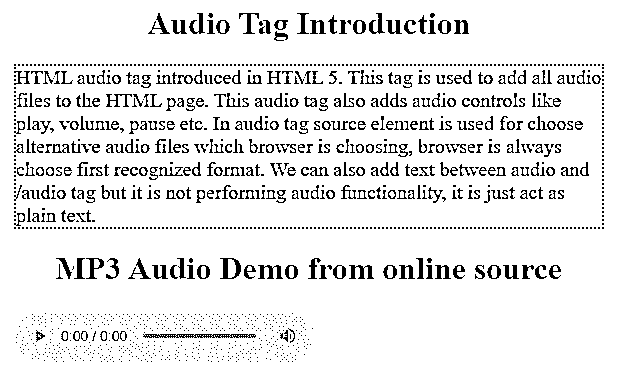 Audio Tag Introduction
HTML audio tag introduced in HTML 5. This tag is used to add all audio
files to the HTML page. This audio tag also adds audio controls like
play, volume, pause etc. In audio tag source element is used for choose
alternative audio files which browser is choosing, browser is always
choose first recognized format. We can also add text between audio and
/audio tag but it is not performing audio functionality, it is just act as
plain text.
MP3 Audio Demo from online source
0:00 / 0:00